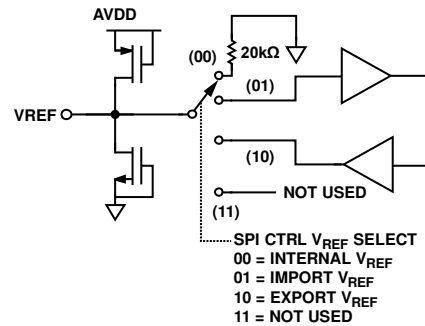 AVDD
(00)
20kΩ
(01)
VREF
(10)
NOT USED
(11)
SPI CTRL VREF SELECT
00 = INTERNAL VREF
01 = IMPORT VREF
10 = EXPORT VREF
11 = NOT USED